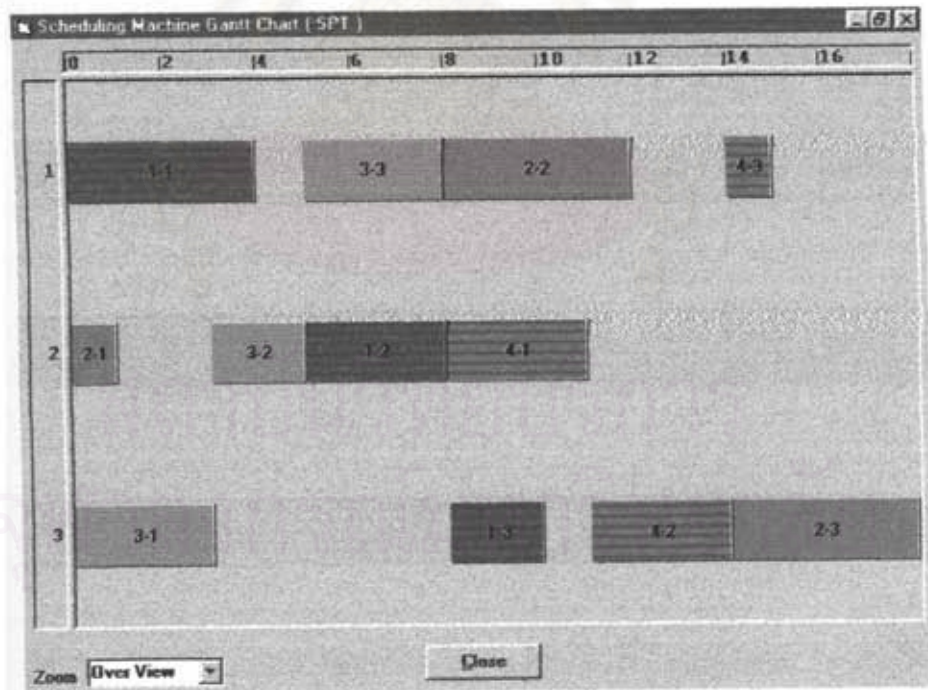 Scheduling Machine Gantt Chart ( SPT )
|0 |2 |4 |6 |8 |10 |12 |14 |16 |
1 1-1 3-3 2-2 4-3
2 2-1 3-2 1-2 4-1
3 3-1 1-3 4-2 2-3
Zoom Over View Close